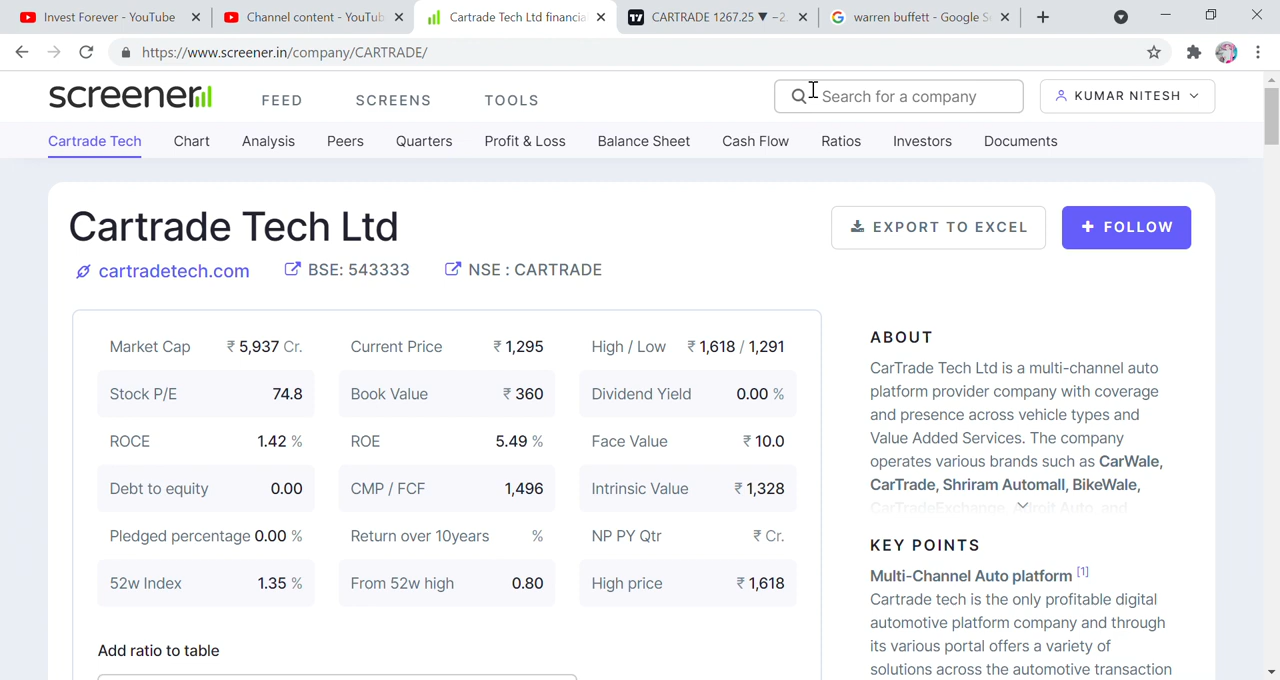 Invest Forever - YouTube
Channel content - YouTub
Cartrade Tech Ltd financia
CARTRADE 1267.25 ▼ −2.
warren buffett - Google S
https://www.screener.in/company/CARTRADE/
screener
FEED
SCREENS
TOOLS
Search for a company
KUMAR NITESH
Cartrade Tech
Chart
Analysis
Peers
Quarters
Profit & Loss
Balance Sheet
Cash Flow
Ratios
Investors
Documents
Cartrade Tech Ltd
EXPORT TO EXCEL
+ FOLLOW
cartradetech.com
BSE: 543333
NSE : CARTRADE
Market Cap ₹ 5,937 Cr.
Current Price ₹ 1,295
High / Low ₹ 1,618 / 1,291
Stock P/E 74.8
Book Value ₹ 360
Dividend Yield 0.00 %
ROCE 1.42 %
ROE 5.49 %
Face Value ₹ 10.0
Debt to equity 0.00
CMP / FCF 1,496
Intrinsic Value ₹ 1,328
Pledged percentage 0.00 %
Return over 10years %
NP PY Qtr ₹ Cr.
52w Index 1.35 %
From 52w high 0.80
High price ₹ 1,618
Add ratio to table
ABOUT
CarTrade Tech Ltd is a multi-channel auto
platform provider company with coverage
and presence across vehicle types and
Value Added Services. The company
operates various brands such as CarWale,
CarTrade, Shriram Automall, BikeWale,
CarTradeExchange, Adroit Auto, and
KEY POINTS
Multi-Channel Auto platform [1]
Cartrade tech is the only profitable digital
automotive platform company and through
its various portal offers a variety of
solutions across the automotive transaction